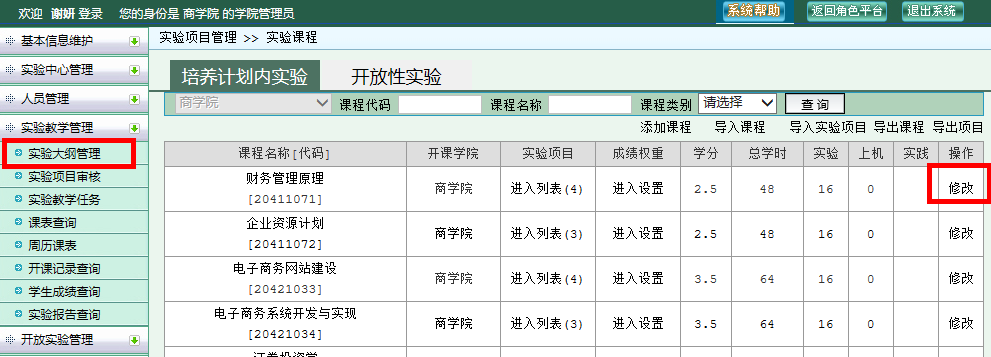 欢迎 谢妍 登录 您的身份是 商学院 的学院管理员
系统帮助 返回角色平台 退出系统
基本信息维护
实验中心管理
人员管理
实验教学管理
实验大纲管理
实验项目审核
实验教学任务
课表查询
周历课表
开课记录查询
学生成绩查询
实验报告查询
开放实验管理
实验项目管理 >> 实验课程
培养计划内实验 开放性实验
商学院 课程代码 课程名称 课程类别 请选择 查 询
添加课程 导入课程 导入实验项目 导出课程 导出项目
课程名称[代码] 开课学院 实验项目 成绩权重 学分 总学时 实验 上机 实践 操作
财务管理原理
[20411071] 商学院 进入列表(4) 进入设置 2.5 48 16 0 修改
企业资源计划
[20411072] 商学院 进入列表(3) 进入设置 2.5 48 16 0 修改
电子商务网站建设
[20421033] 商学院 进入列表(4) 进入设置 3.5 64 16 0 修改
电子商务系统开发与实现
[20421034] 商学院 进入列表(3) 进入设置 3.5 64 16 0 修改